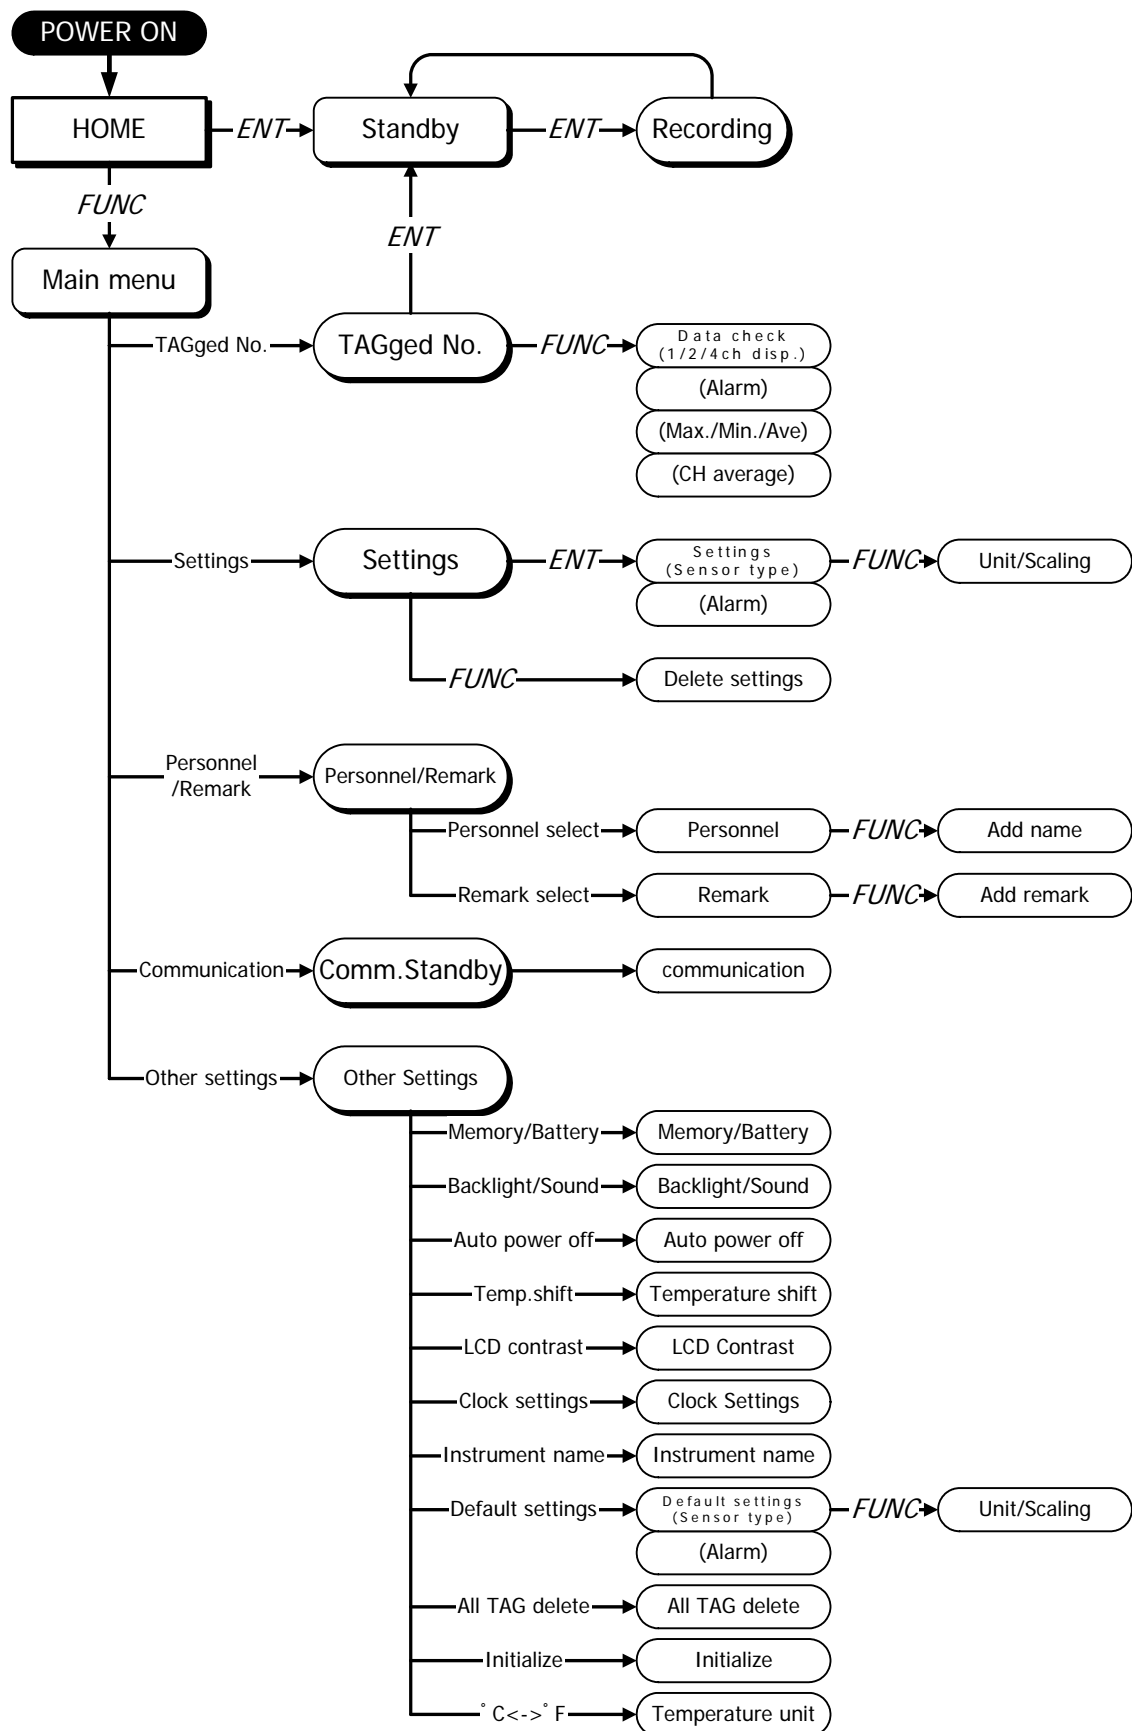 POWER ON
HOME
ENT
Standby
ENT
Recording
FUNC
ENT
Main menu
TAGged No.
TAGged No.
FUNC
Data check
(1/2/4ch disp.)
(Alarm)
(Max./Min./Ave)
(CH average)
Settings
Settings
ENT
Settings
(Sensor type)
FUNC
Unit/Scaling
(Alarm)
FUNC
Delete settings
Personnel
/Remark
Personnel/Remark
Personnel select
Personnel
FUNC
Add name
Remark select
Remark
FUNC
Add remark
Communication
Comm.Standby
communication
Other settings
Other Settings
Memory/Battery
Memory/Battery
Backlight/Sound
Backlight/Sound
Auto power off
Auto power off
Temp.shift
Temperature shift
LCD contrast
LCD Contrast
Clock settings
Clock Settings
Instrument name
Instrument name
Default settings
Default settings
(Sensor type)
FUNC
Unit/Scaling
(Alarm)
All TAG delete
All TAG delete
Initialize
Initialize
°C<->°F
Temperature unit